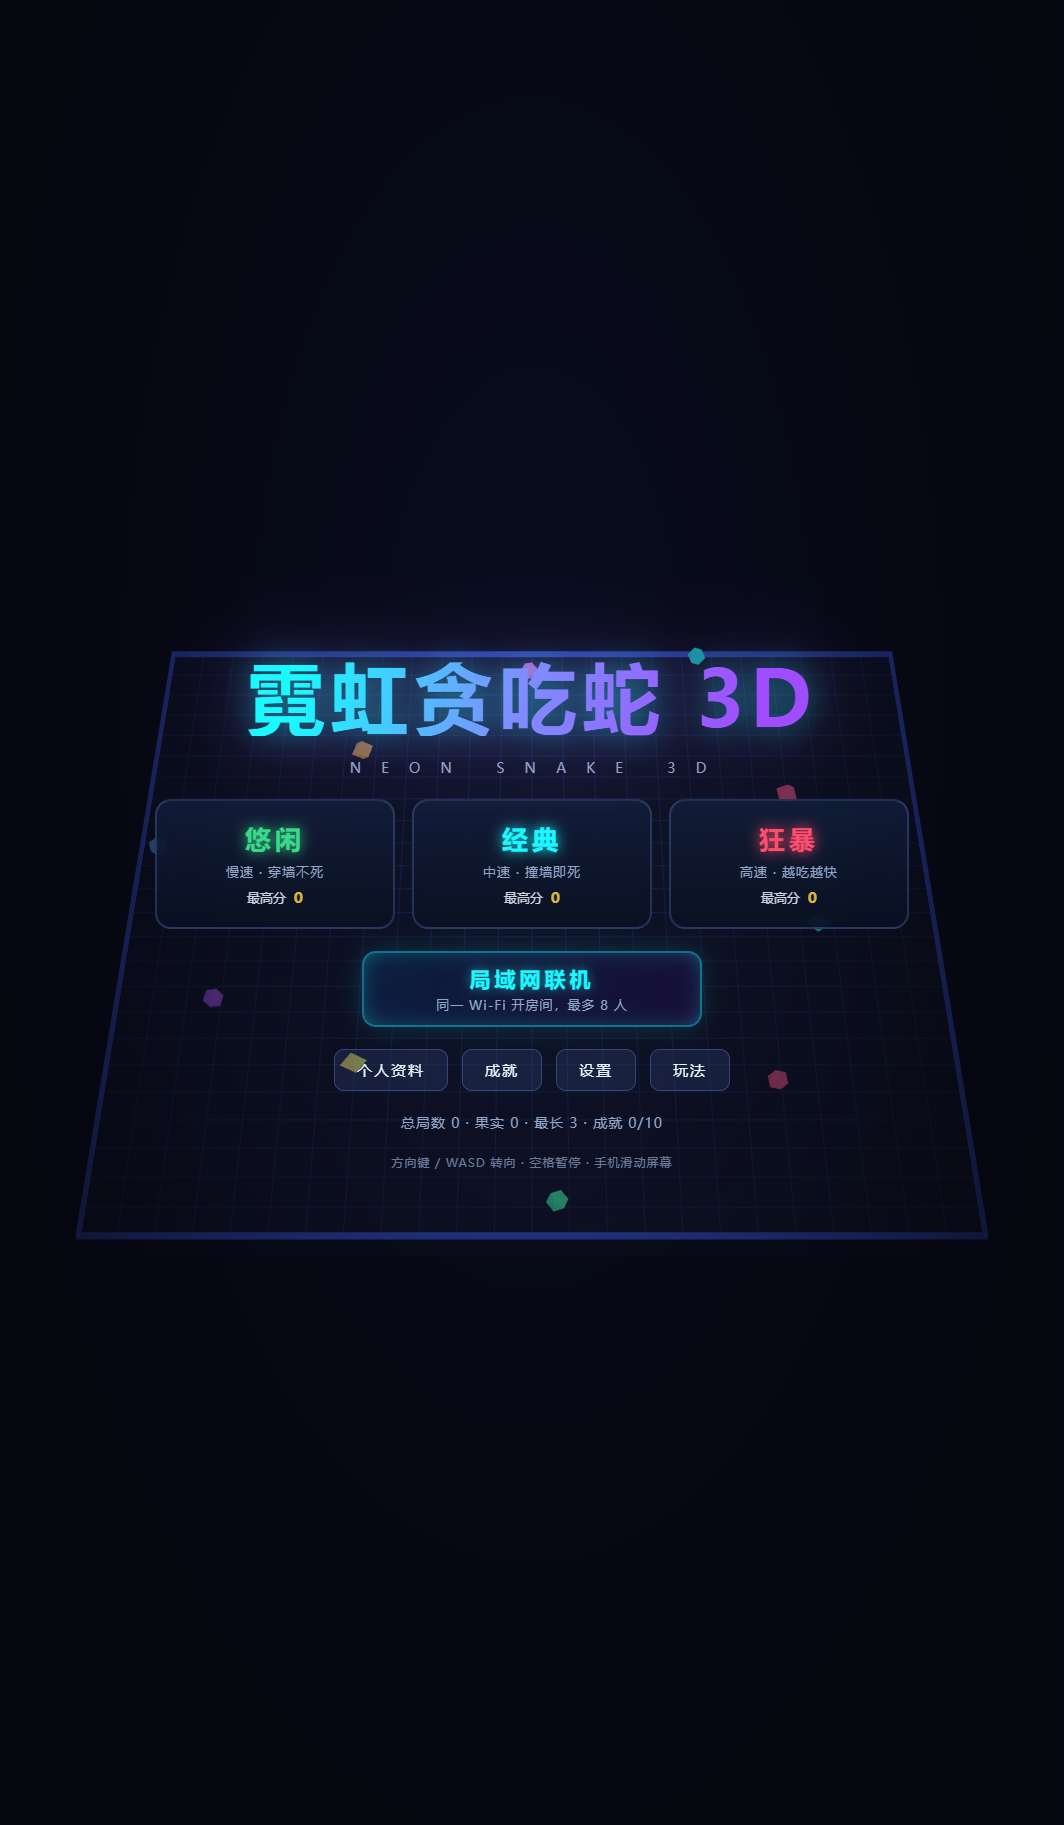 霓虹贪吃蛇 3D
NEON SNAKE 3D
悠闲
慢速 · 穿墙不死
最高分 0
经典
中速 · 撞墙即死
最高分 0
狂暴
高速 · 越吃越快
最高分 0
局域网联机
同一 Wi-Fi 开房间，最多 8 人
个人资料
成就
设置
玩法
总局数 0 · 果实 0 · 最长 3 · 成就 0/10
方向键 / WASD 转向 · 空格暂停 · 手机滑动屏幕